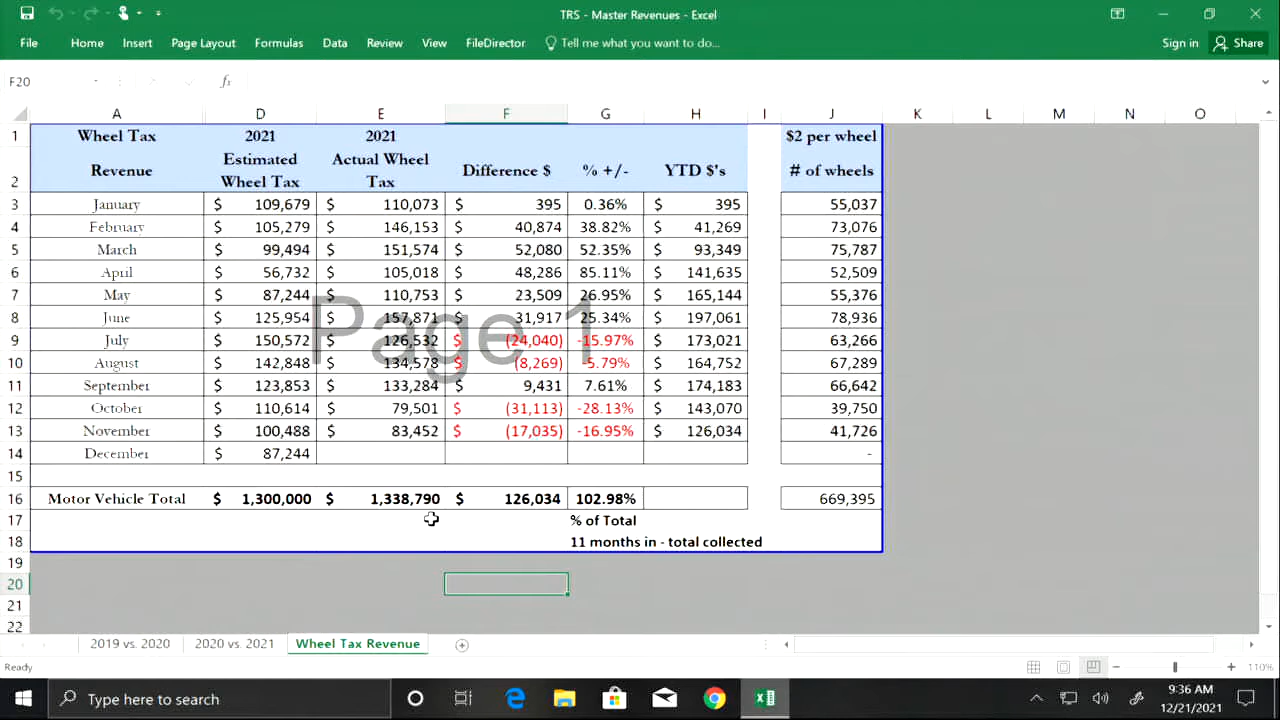 TRS - Master Revenues - Excel
File Home Insert Page Layout Formulas Data Review View FileDirector Tell me what you want to do... Sign in Share
F20 fx
A D E F G H I J K L M N O
1 Wheel Tax 2021 2021 $2 per wheel
Revenue Estimated Actual Wheel Difference $ % +/- YTD $'s # of wheels
2 Wheel Tax Tax
3 January $ 109,679 $ 110,073 $ 395 0.36% $ 395 55,037
4 February $ 105,279 $ 146,153 $ 40,874 38.82% $ 41,269 73,076
5 March $ 99,494 $ 151,574 $ 52,080 52.35% $ 93,349 75,787
6 April $ 56,732 $ 105,018 $ 48,286 85.11% $ 141,635 52,509
7 May $ 87,244 $ 110,753 $ 23,509 26.95% $ 165,144 55,376
8 June $ 125,954 $ 157,871 $ 31,917 25.34% $ 197,061 78,936
Page 1
9 July $ 150,572 $ 126,532 $ (24,040) -15.97% $ 173,021 63,266
10 August $ 142,848 $ 134,578 $ (8,269) -5.79% $ 164,752 67,289
11 September $ 123,853 $ 133,284 $ 9,431 7.61% $ 174,183 66,642
12 October $ 110,614 $ 79,501 $ (31,113) -28.13% $ 143,070 39,750
13 November $ 100,488 $ 83,452 $ (17,035) -16.95% $ 126,034 41,726
14 December $ 87,244 -
15
16 Motor Vehicle Total $ 1,300,000 $ 1,338,790 $ 126,034 102.98% 669,395
17 % of Total
18 11 months in - total collected
19
20
21
22
2019 vs. 2020 2020 vs. 2021 Wheel Tax Revenue
Ready 110%
Type here to search 9:36 AM
12/21/2021